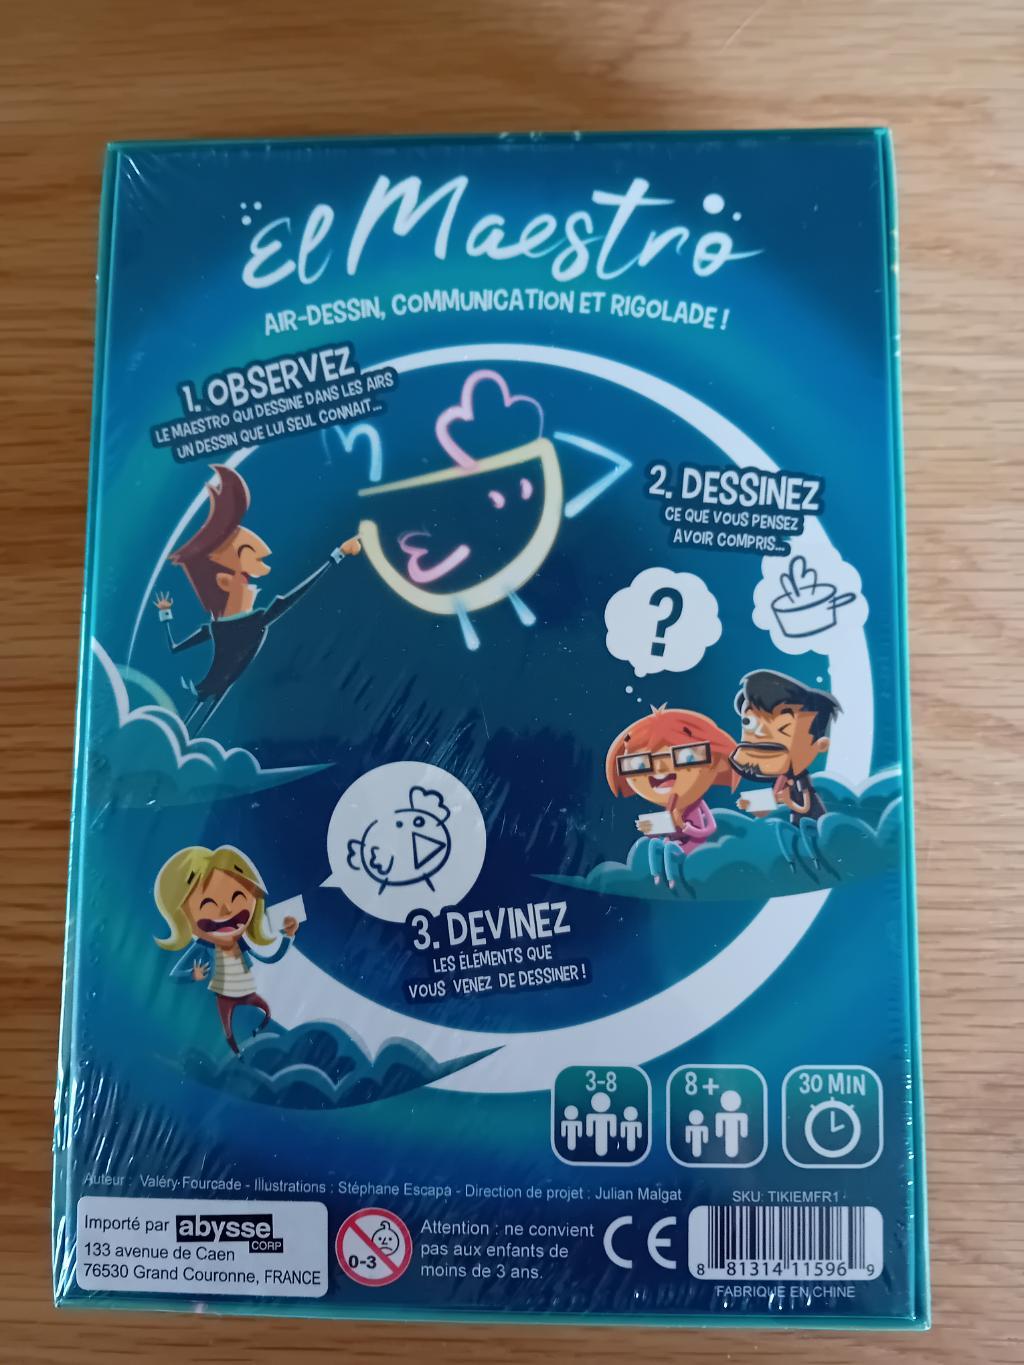 El Maestro
AIR-DESSIN, COMMUNICATION ET RIGOLADE !
1. OBSERVEZ
LE MAESTRO QUI DESSINE DANS LES AIRS
UN DESSIN QUE LUI SEUL CONNAIT...
2. DESSINEZ
CE QUE VOUS PENSEZ
AVOIR COMPRIS...
?
3. DEVINEZ
LES ÉLÉMENTS QUE
VOUS VENEZ DE DESSINER !
3-8
8+
30 MIN
Auteur : Valéry Fourcade - Illustrations : Stéphane Escapa - Direction de projet : Julian Malgat
SKU: TIKIEMFR1
Importé par abysse CORP
133 avenue de Caen
76530 Grand Couronne, FRANCE
0-3
Attention : ne convient
pas aux enfants de
moins de 3 ans.
CE
8 81314 11596 9
FABRIQUE EN CHINE